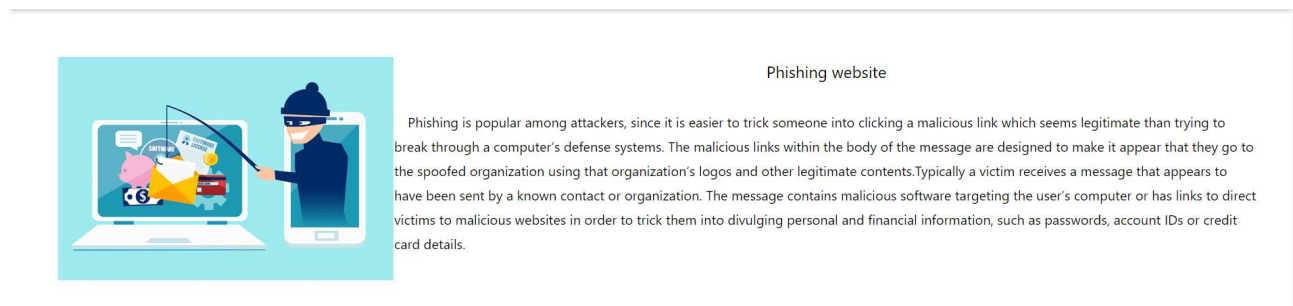 Phishing website
Phishing is popular among attackers, since it is easier to trick someone into clicking a malicious link which seems legitimate than trying to
break through a computer's defense systems. The malicious links within the body of the message are designed to make it appear that they go to
the spoofed organization using that organization's logos and other legitimate contents.Typically a victim receives a message that appears to
have been sent by a known contact or organization. The message contains malicious software targeting the user's computer or has links to direct
victims to malicious websites in order to trick them into divulging personal and financial information, such as passwords, account IDs or credit
card details.
SOFTWARE
SOFTWARE
LICENSE
$